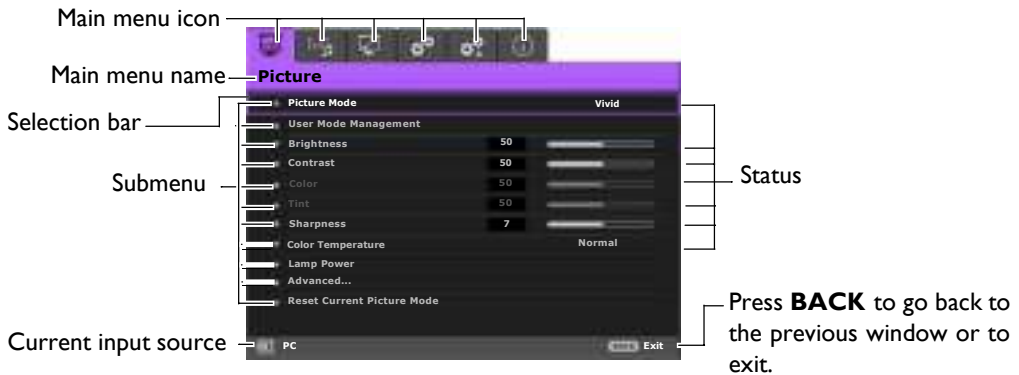 Main menu icon
Main menu name
Picture
Selection bar
Picture Mode Vivid
User Mode Management
Brightness 50
Contrast 50
Submenu
Color 50
Status
Tint 50
Sharpness 7
Color Temperature Normal
Lamp Power
Advanced...
Reset Current Picture Mode
Current input source
PC
Exit
Press BACK to go back to
the previous window or to
exit.